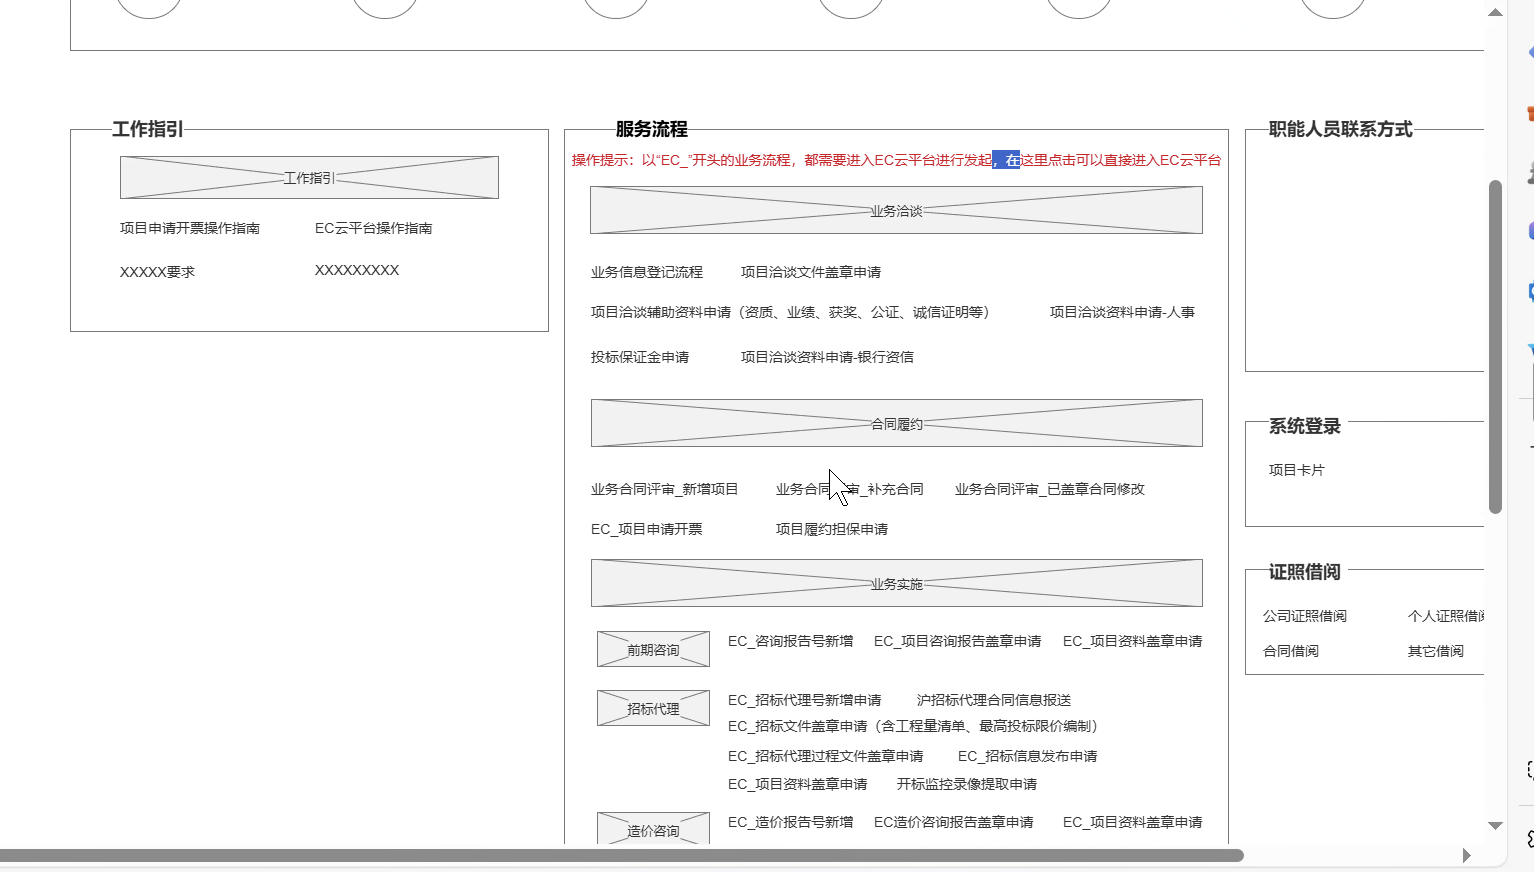 工作指引
工作指引
项目申请开票操作指南 EC云平台操作指南
XXXXX要求 XXXXXXXXX
服务流程
操作提示：以“EC_”开头的业务流程，都需要进入EC云平台进行发起，在这里点击可以直接进入EC云平台
业务洽谈
业务信息登记流程 项目洽谈文件盖章申请
项目洽谈辅助资料申请（资质、业绩、获奖、公证、诚信证明等） 项目洽谈资料申请-人事
投标保证金申请 项目洽谈资料申请-银行资信
合同履约
业务合同评审_新增项目 业务合同审_补充合同 业务合同评审_已盖章合同修改
EC_项目申请开票 项目履约担保申请
业务实施
前期咨询
EC_咨询报告号新增 EC_项目咨询报告盖章申请 EC_项目资料盖章申请
招标代理
EC_招标代理号新增申请 沪招标代理合同信息报送
EC_招标文件盖章申请（含工程量清单、最高投标限价编制）
EC_招标代理过程文件盖章申请 EC_招标信息发布申请
EC_项目资料盖章申请 开标监控录像提取申请
造价咨询
EC_造价报告号新增 EC造价咨询报告盖章申请 EC_项目资料盖章申请
职能人员联系方式
系统登录
项目卡片
证照借阅
公司证照借阅 个人证照借
合同借阅 其它借阅